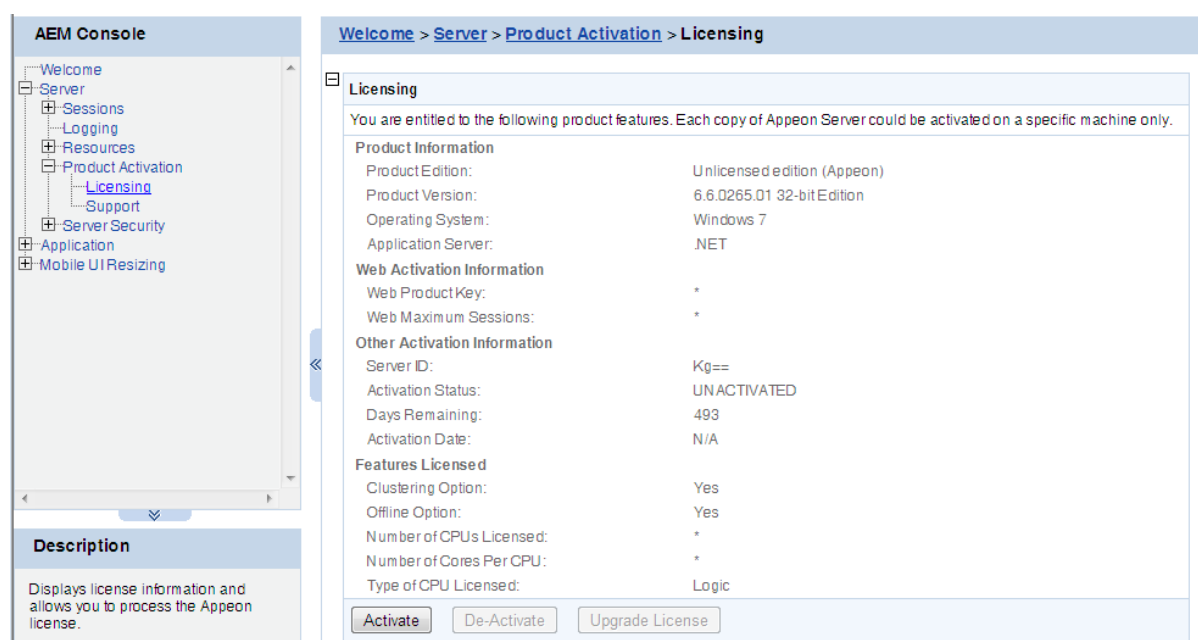 AEM Console
Welcome
Server
Sessions
Logging
Resources
Product Activation
Licensing
Support
Server Security
Application
Mobile UI Resizing
Description
Displays license information and
allows you to process the Appeon
license.
Welcome > Server > Product Activation > Licensing
Licensing
You are entitled to the following product features. Each copy of Appeon Server could be activated on a specific machine only.
Product Information
Product Edition: Unlicensed edition (Appeon)
Product Version: 6.6.0265.01 32-bit Edition
Operating System: Windows 7
Application Server: .NET
Web Activation Information
Web Product Key: *
Web Maximum Sessions: *
Other Activation Information
Server ID: Kg==
Activation Status: UNACTIVATED
Days Remaining: 493
Activation Date: N/A
Features Licensed
Clustering Option: Yes
Offline Option: Yes
Number of CPUs Licensed: *
Number of Cores Per CPU: *
Type of CPU Licensed: Logic
Activate De-Activate Upgrade License